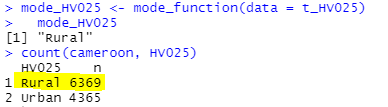 > mode_HV025 <- mode_function(data = t_HV025)
>   mode_HV025
[1] "Rural"
> count(cameroon, HV025)
  HV025    n
1 Rural 6369
2 Urban 4365